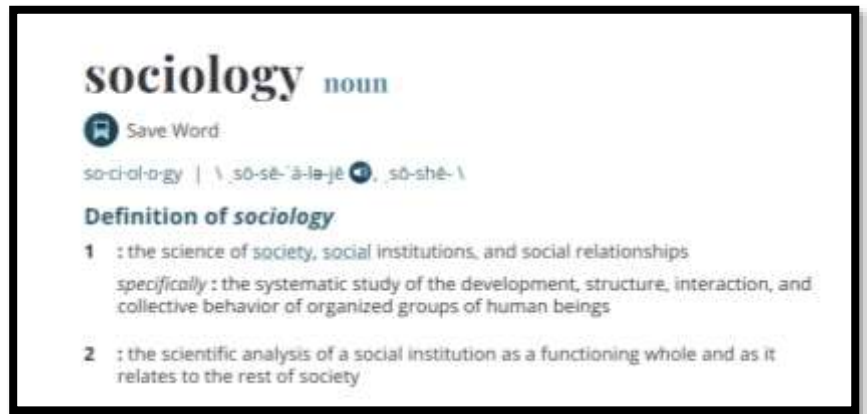 sociology noun
Save Word
so·ci·ol·o·gy | \ ˌsō-sē-ˈä-lə-jē , ˌsō-shē- \
Definition of sociology
1 : the science of society, social institutions, and social relationships
specifically : the systematic study of the development, structure, interaction, and
collective behavior of organized groups of human beings
2 : the scientific analysis of a social institution as a functioning whole and as it
relates to the rest of society